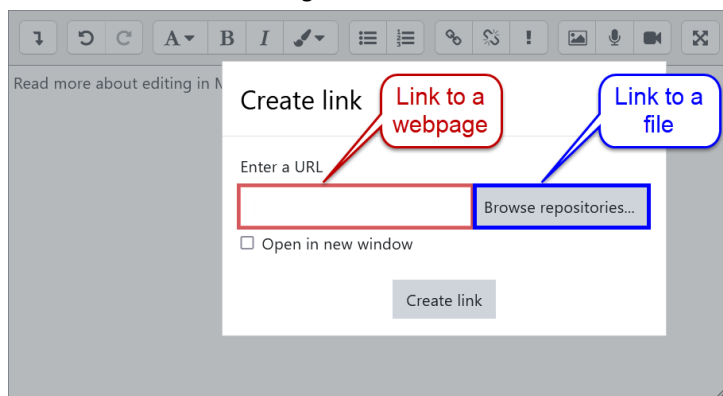 A B I
Read more about editing in
Create link
Link to a
webpage
Link to a
file
Enter a URL
Browse repositories...
Open in new window
Create link